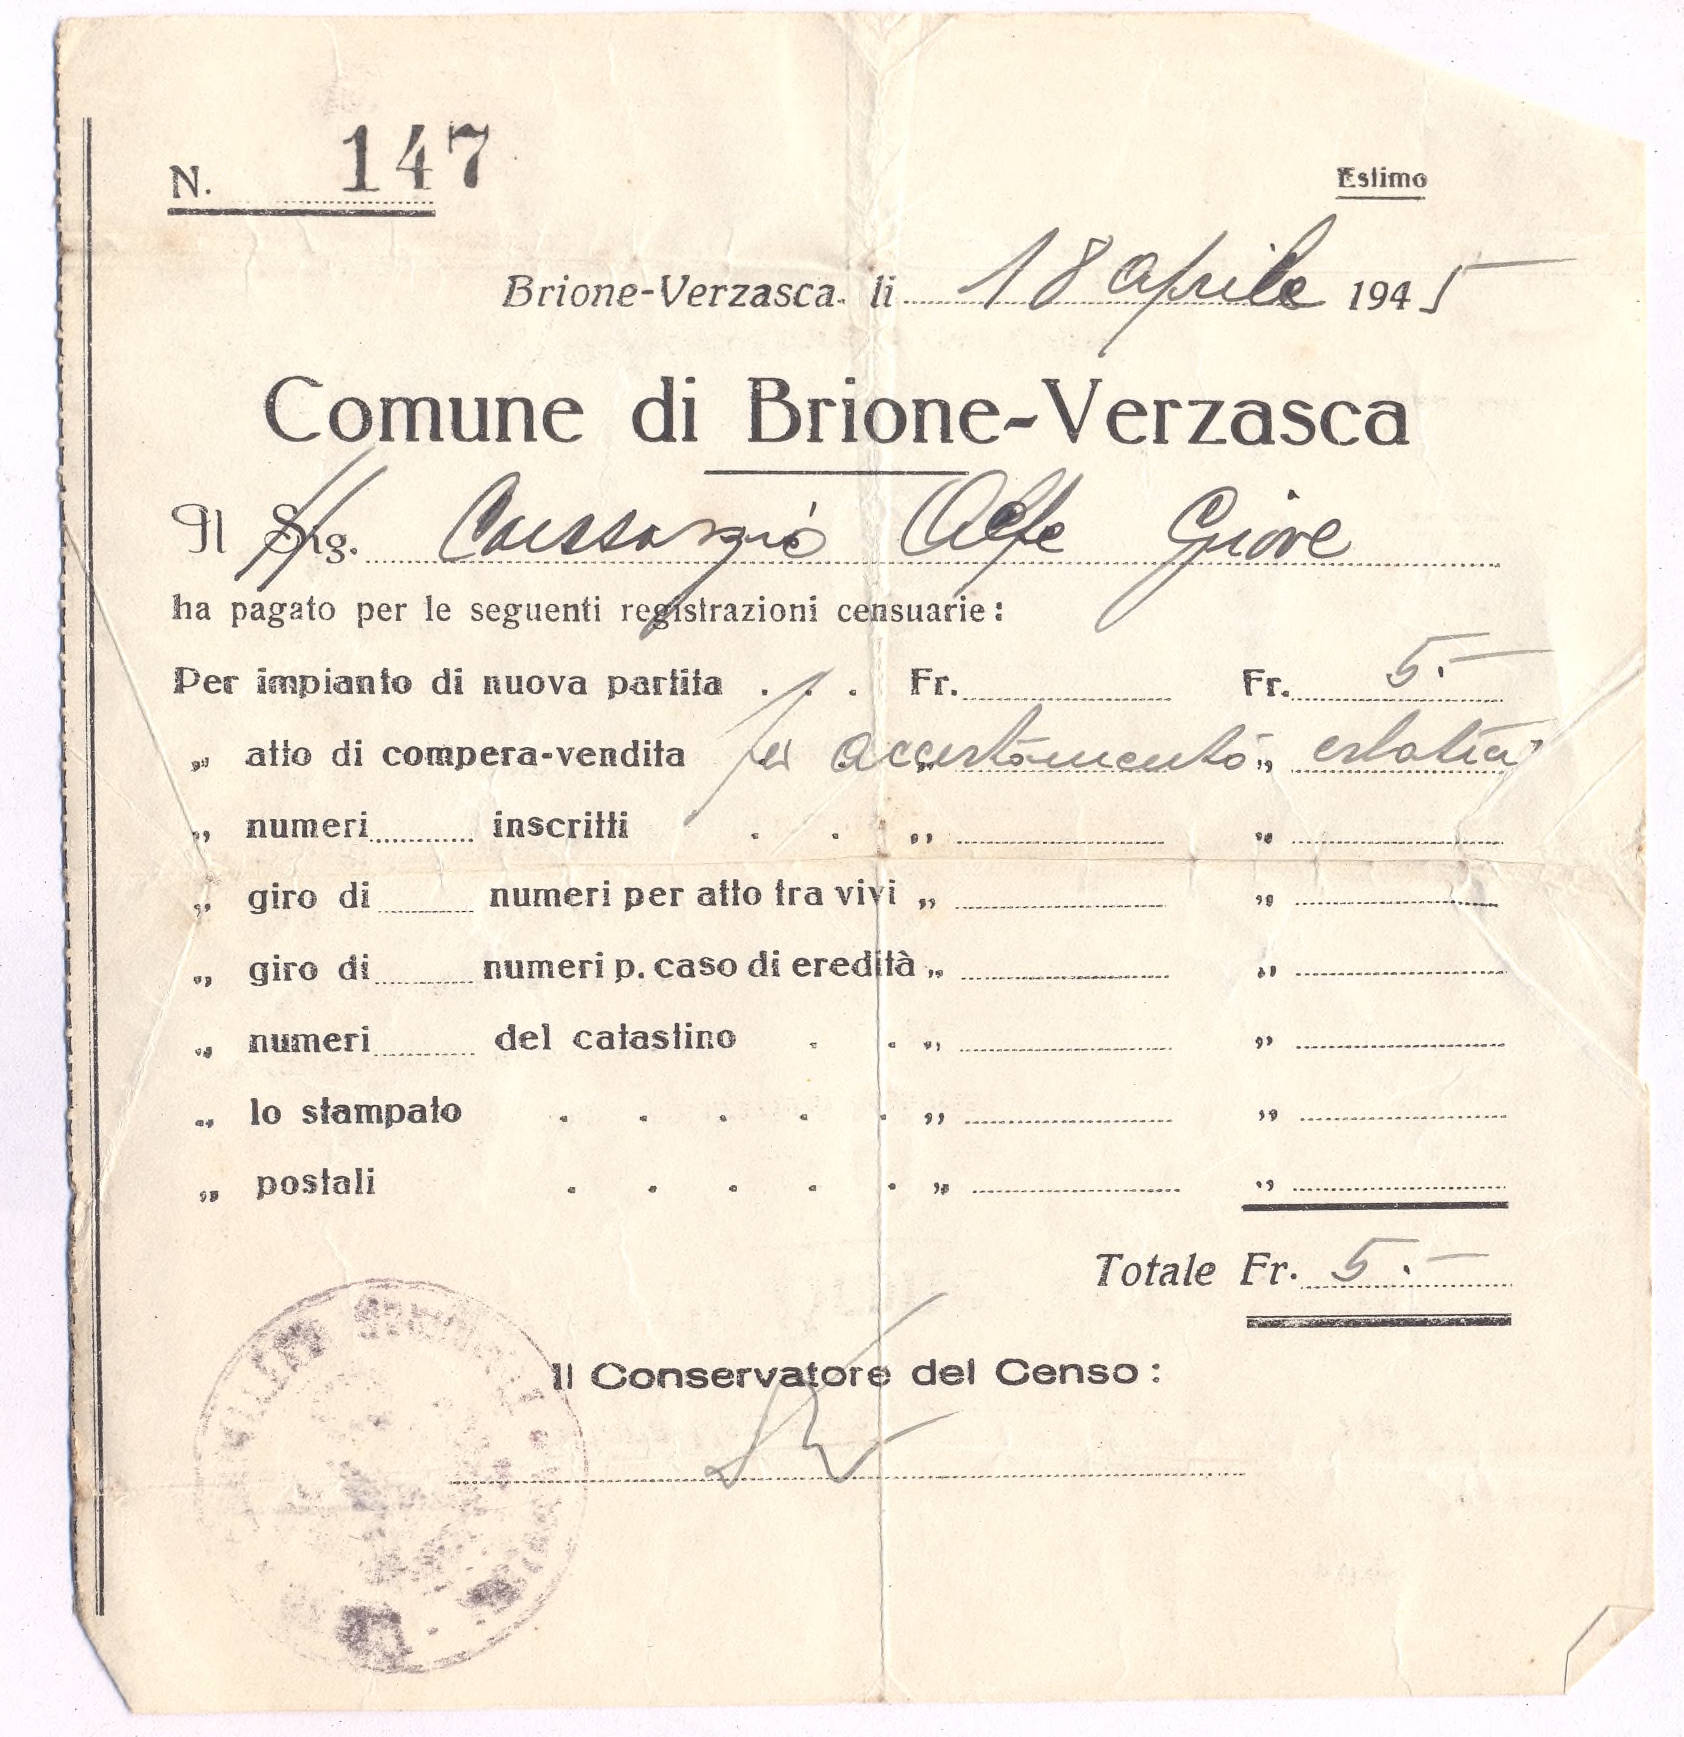 N. 147
Estimo
Brione-Verzasca. li 18 aprile 1945
Comune di Brione-Verzasca
Il Sig. Consorzio Alpe Giove
ha pagato per le seguenti registrazioni censuarie:
Per impianto di nuova partita . . . Fr. Fr. 5.-
„ atto di compera-vendita per accertamento „ „
„ numeri inscritti . . „ „
„ giro di numeri per atto tra vivi „ „
„ giro di numeri p. caso di eredità „ „
„ numeri del catastino . . „ „
„ lo stampato . . . . . „ „
„ postali . . . . . „ „
Totale Fr. 5.-
Il Conservatore del Censo: